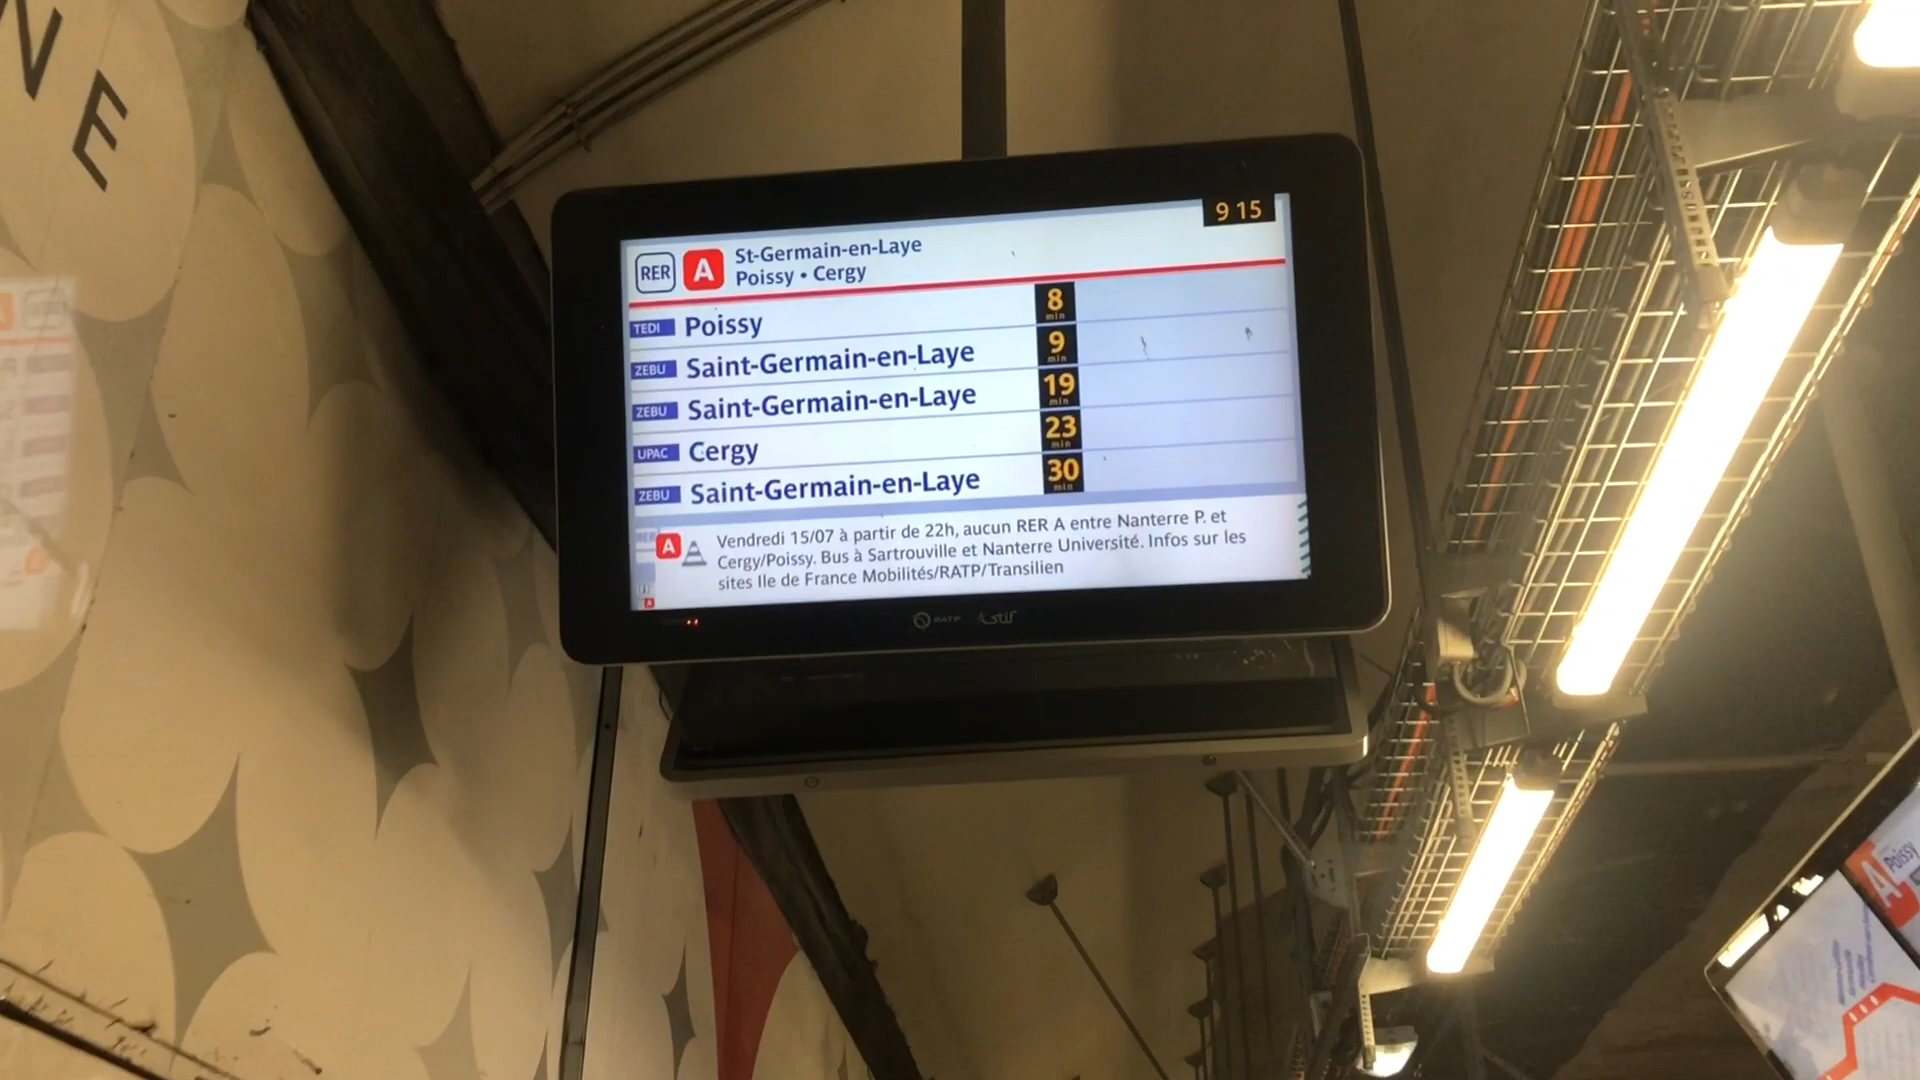 NE
9 15
RER A St-Germain-en-Laye
Poissy • Cergy
TEDI Poissy 8 min
ZEBU Saint-Germain-en-Laye 9 min
ZEBU Saint-Germain-en-Laye 19 min
UPAC Cergy 23 min
ZEBU Saint-Germain-en-Laye 30 min
A Vendredi 15/07 à partir de 22h, aucun RER A entre Nanterre P. et
Cergy/Poissy. Bus à Sartrouville et Nanterre Université. Infos sur les
sites Ile de France Mobilités/RATP/Transilien
RATP stif
A Poissy